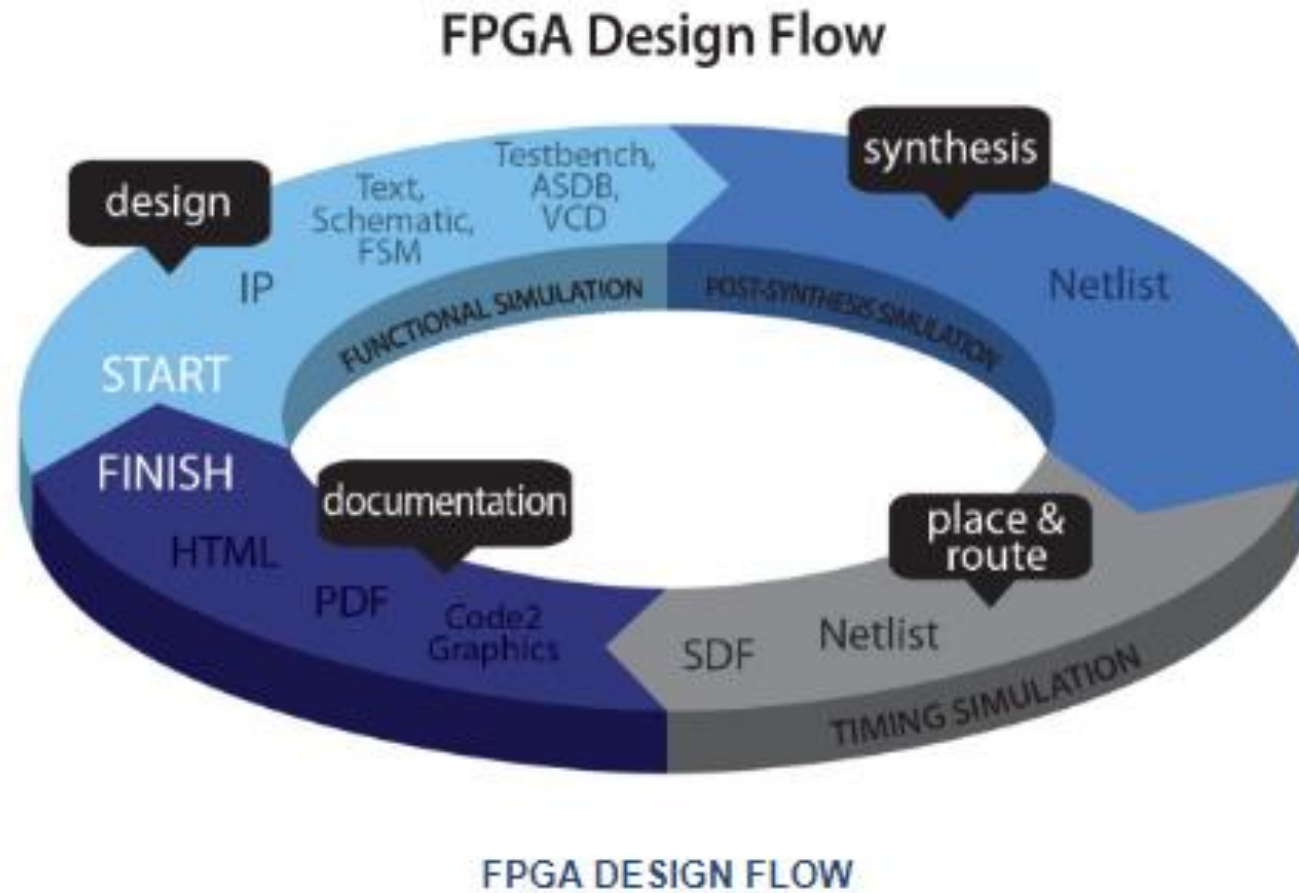 FPGA Design Flow
design
START
IP
Text,
Schematic,
FSM
Testbench,
ASDB,
VCD
FUNCTIONAL SIMULATION
synthesis
POST-SYNTHESIS SIMULATION
Netlist
place &
route
Netlist
SDF
TIMING SIMULATION
documentation
Code2
Graphics
PDF
HTML
FINISH
FPGA DESIGN FLOW